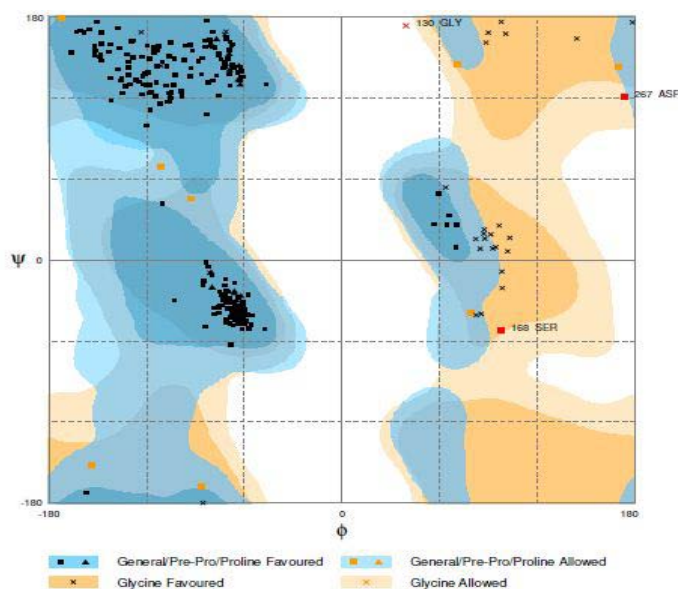 180
130 GLY
267 ASP
ψ
0
168 SER
-180
-180
0
180
Φ
General/Pre-Pro/Proline Favoured
General/Pre-Pro/Proline Allowed
Glycine Favoured
Glycine Allowed